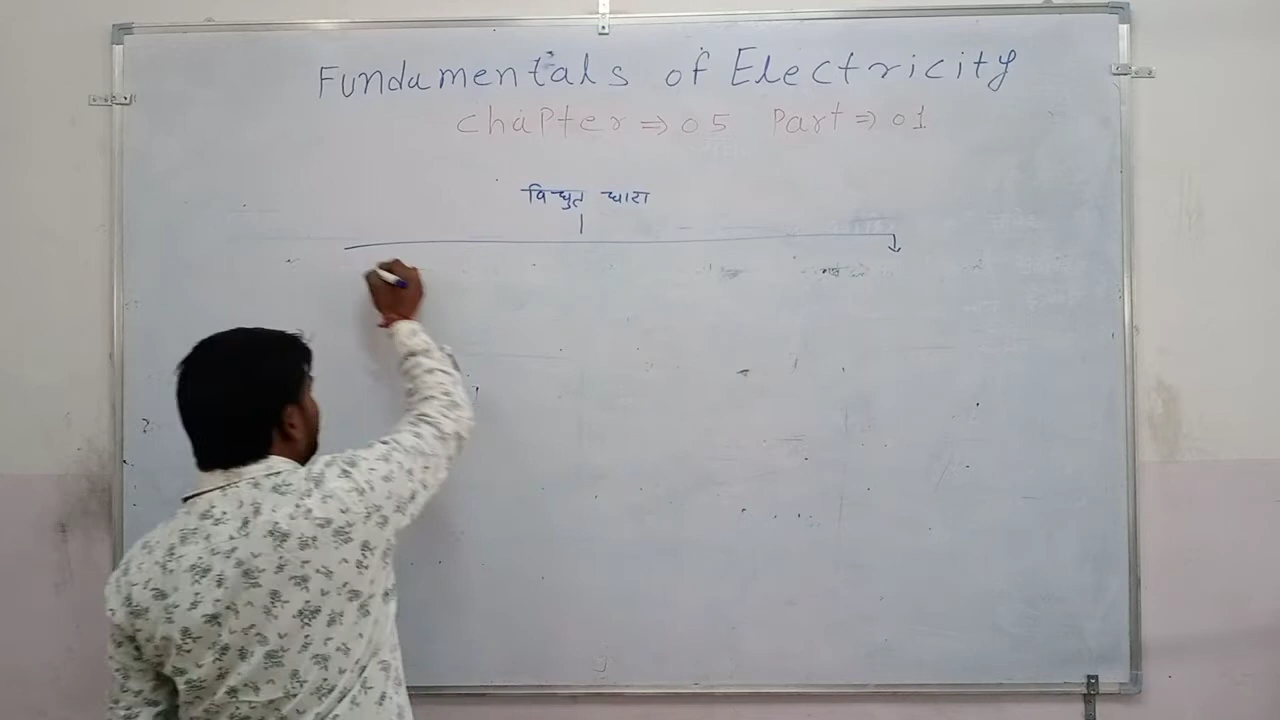 Fundamentals of Electricity
Chapter ⇒ 05 Part ⇒ 01
विद्युत धारा